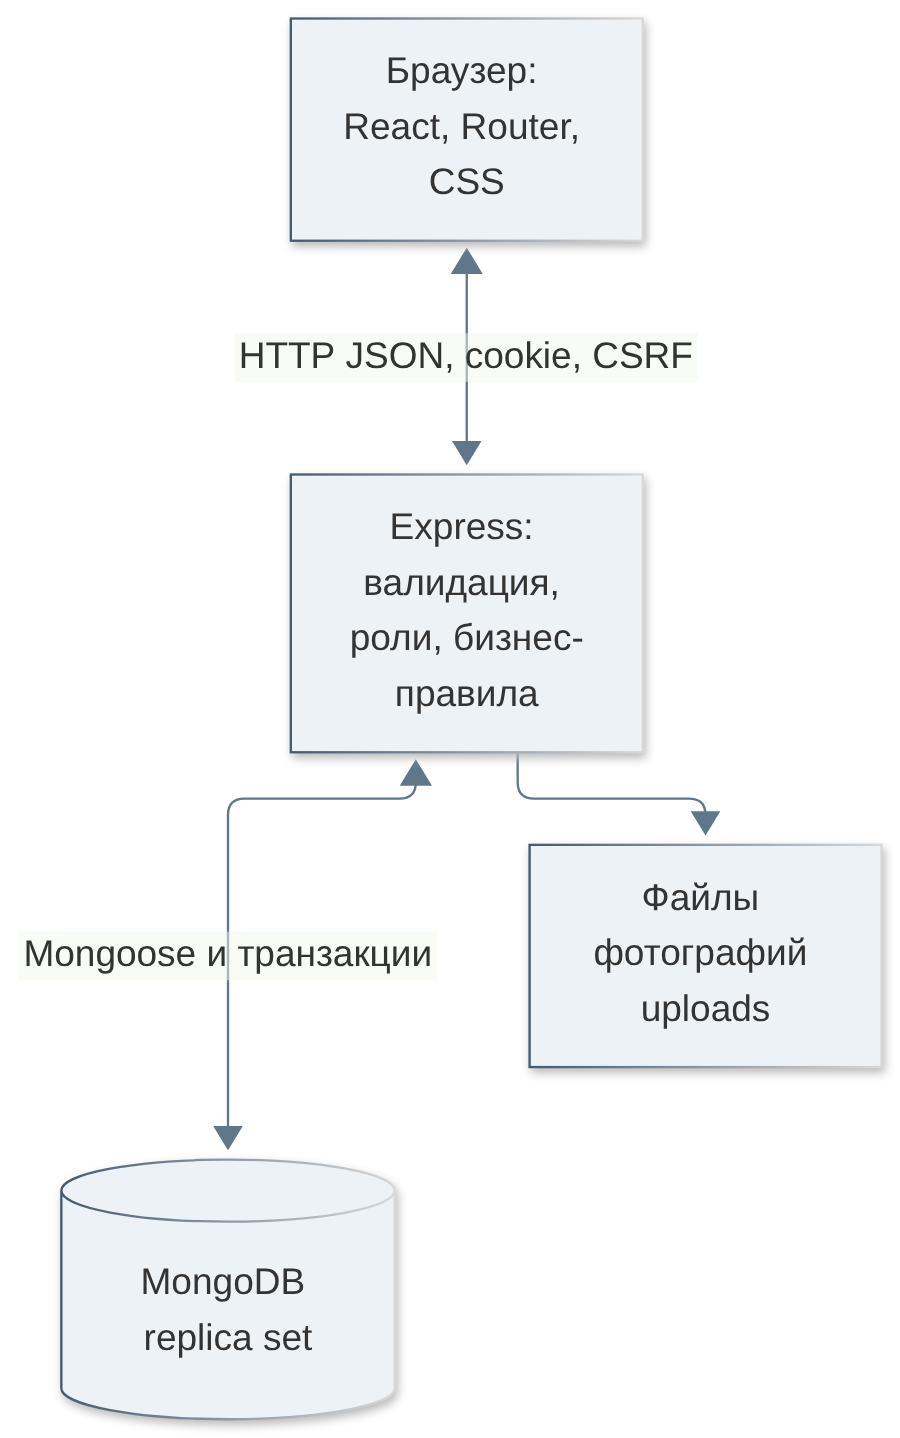 Браузер:
React, Router,
CSS
HTTP JSON, cookie, CSRF
Express:
валидация,
роли, бизнес-
правила
Файлы
фотографий
uploads
Mongoose и транзакции
MongoDB
replica set